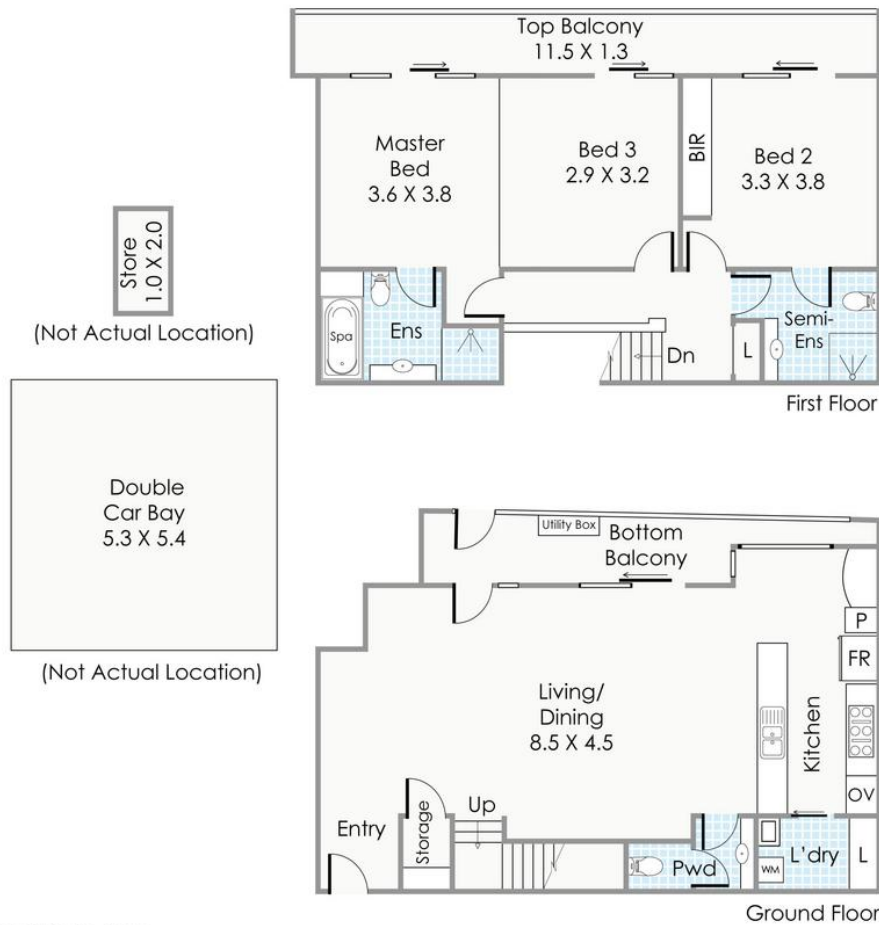 Top Balcony
11.5 X 1.3
Master
Bed
3.6 X 3.8
Bed 3
2.9 X 3.2
BIR
Bed 2
3.3 X 3.8
Store
1.0 X 2.0
(Not Actual Location)
Spa
Ens
Dn
L
Semi-
Ens
First Floor
Double
Car Bay
5.3 X 5.4
(Not Actual Location)
Utility Box
Bottom
Balcony
P
FR
Living/
Dining
8.5 X 4.5
Kitchen
OV
Entry
Storage
Up
Pwd
L'dry
WM
L
Ground Floor